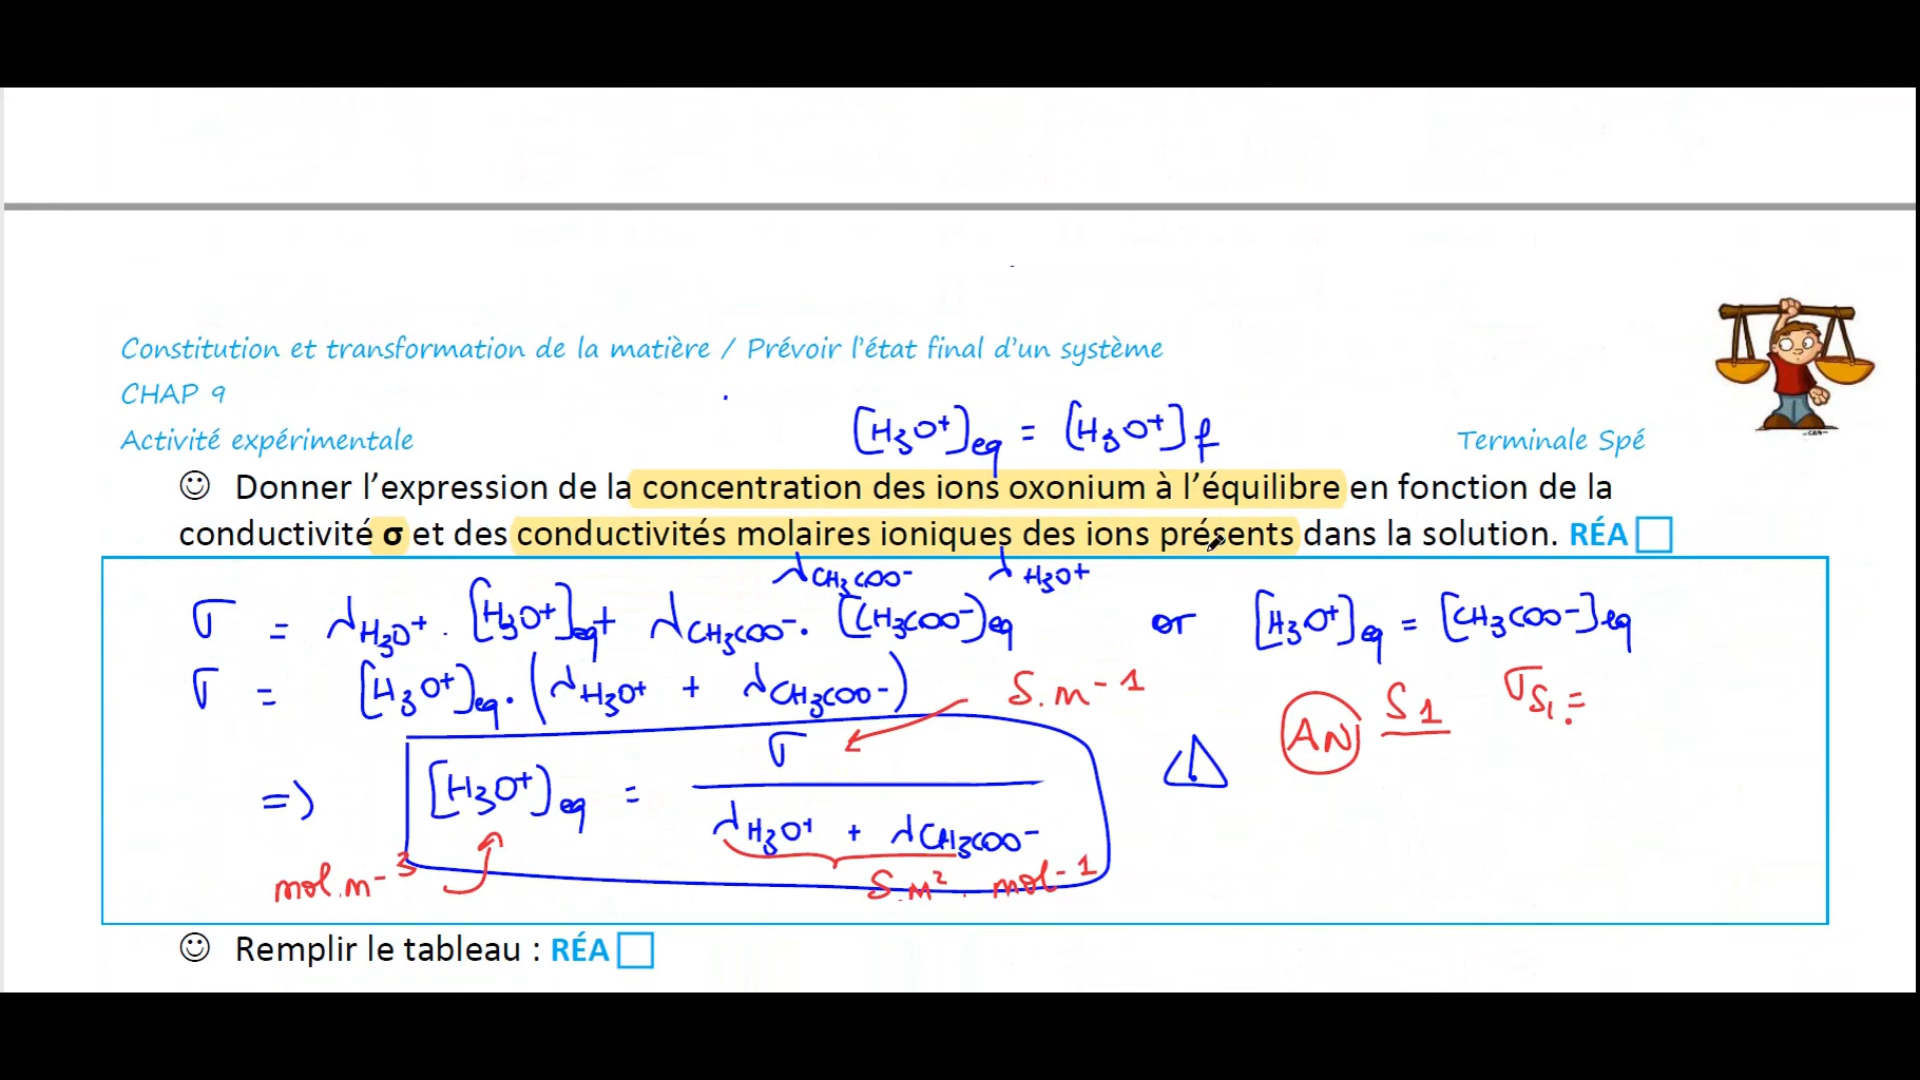 Constitution et transformation de la matière / Prévoir l'état final d'un système
CHAP 9
[H3O+]eq = [H3O+]f
Activité expérimentale
Terminale Spé
☺ Donner l'expression de la concentration des ions oxonium à l'équilibre en fonction de la
conductivité σ et des conductivités molaires ioniques des ions présents dans la solution. RÉA ☐
λCH3COO- λH3O+
σ = λH3O+ . [H3O+]eq + λCH3COO- . [CH3COO-]eq or [H3O+]eq = [CH3COO-]eq
σ = [H3O+]eq . (λH3O+ + λCH3COO-)
S.m-1
AN S1 σS1 =
=> [H3O+]eq = σ / λH3O+ + λCH3COO-
!
mol.m-3
S.m2.mol-1
☺ Remplir le tableau : RÉA ☐